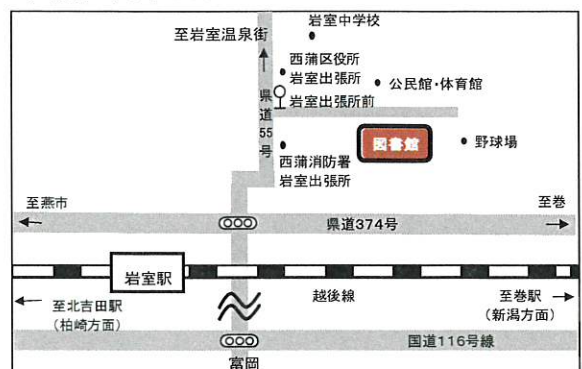 岩室中学校
至岩室温泉街
西蒲区役所
岩室出張所
公民館・体育館
岩室出張所前
県道55号
図書館
野球場
西蒲消防署
岩室出張所
至燕市
至巻
県道374号
岩室駅
越後線
至北吉田駅
(柏崎方面)
至巻駅
(新潟方面)
国道116号線
富岡